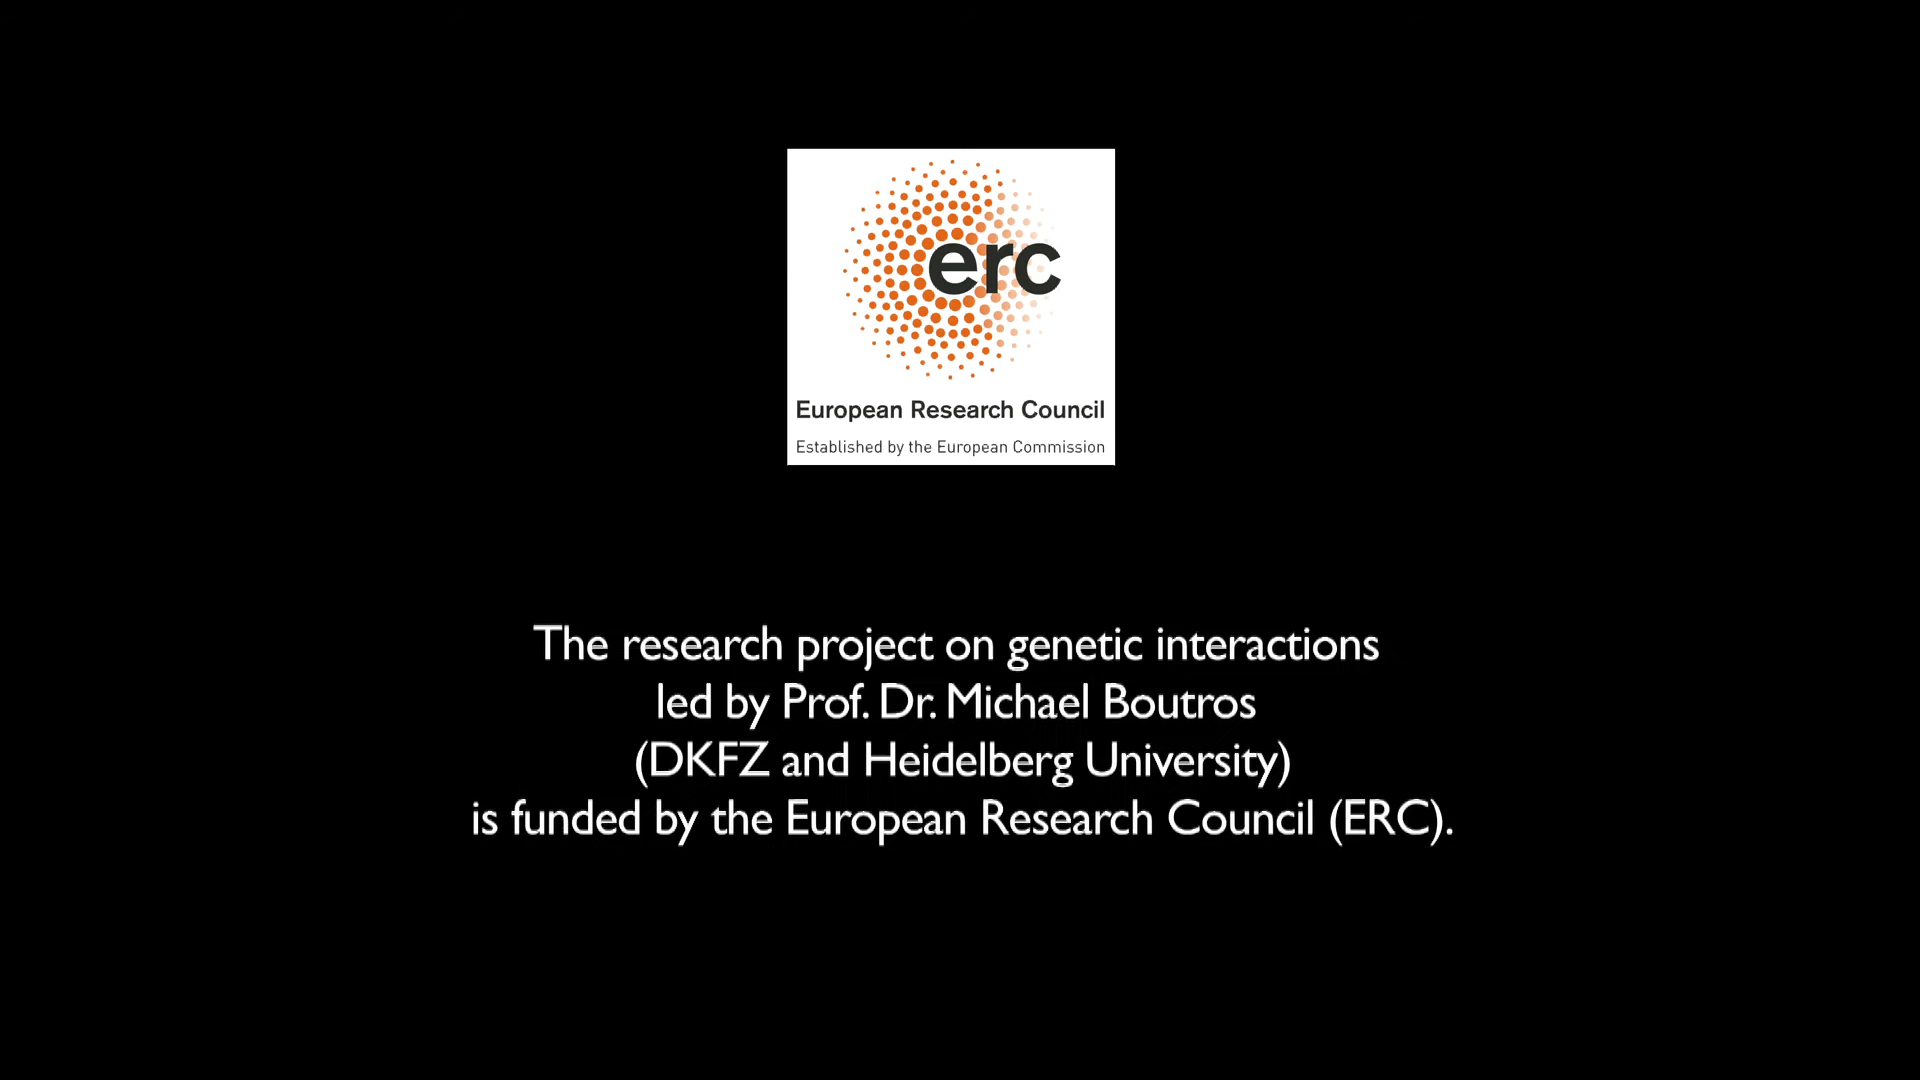 erc
European Research Council
Established by the European Commission
The research project on genetic interactions
led by Prof. Dr. Michael Boutros
(DKFZ and Heidelberg University)
is funded by the European Research Council (ERC).